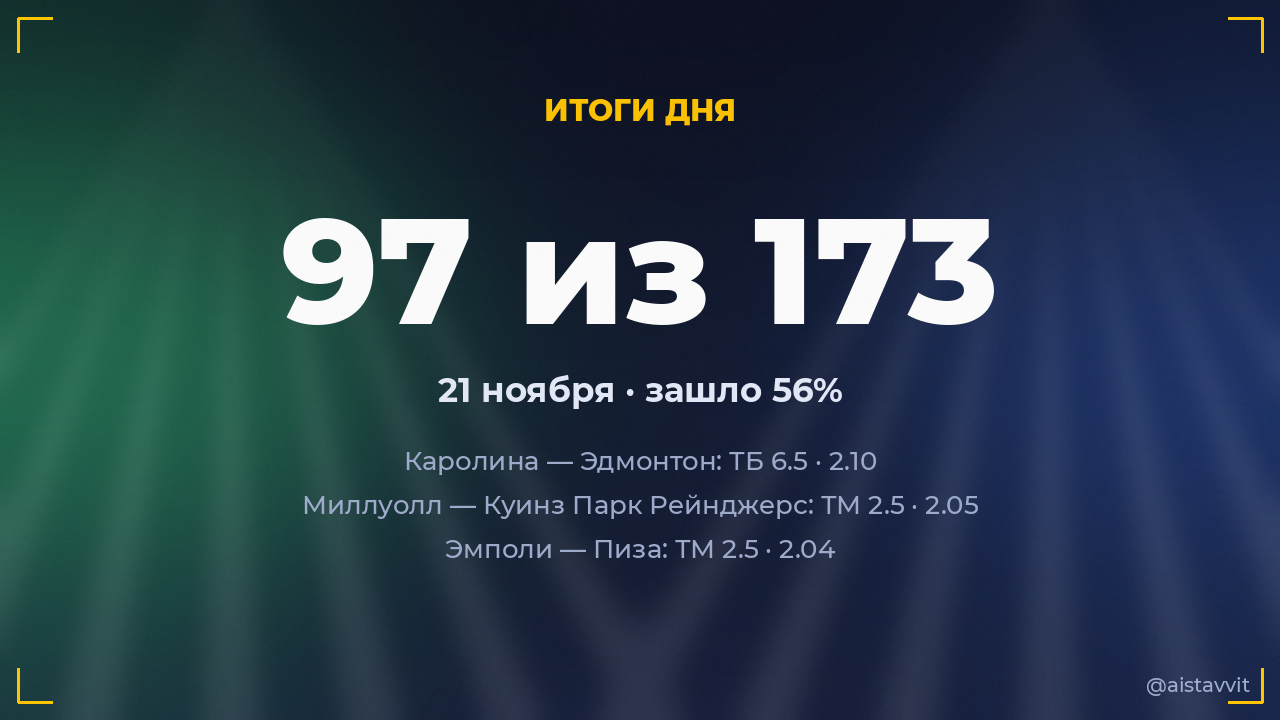 ИТОГИ ДНЯ
97 из 173
21 ноября · зашло 56%
Каролина — Эдмонтон: ТБ 6.5 · 2.10
Миллуолл — Куинз Парк Рейнджерс: ТМ 2.5 · 2.05
Эмполи — Пиза: ТМ 2.5 · 2.04
@aistavvit